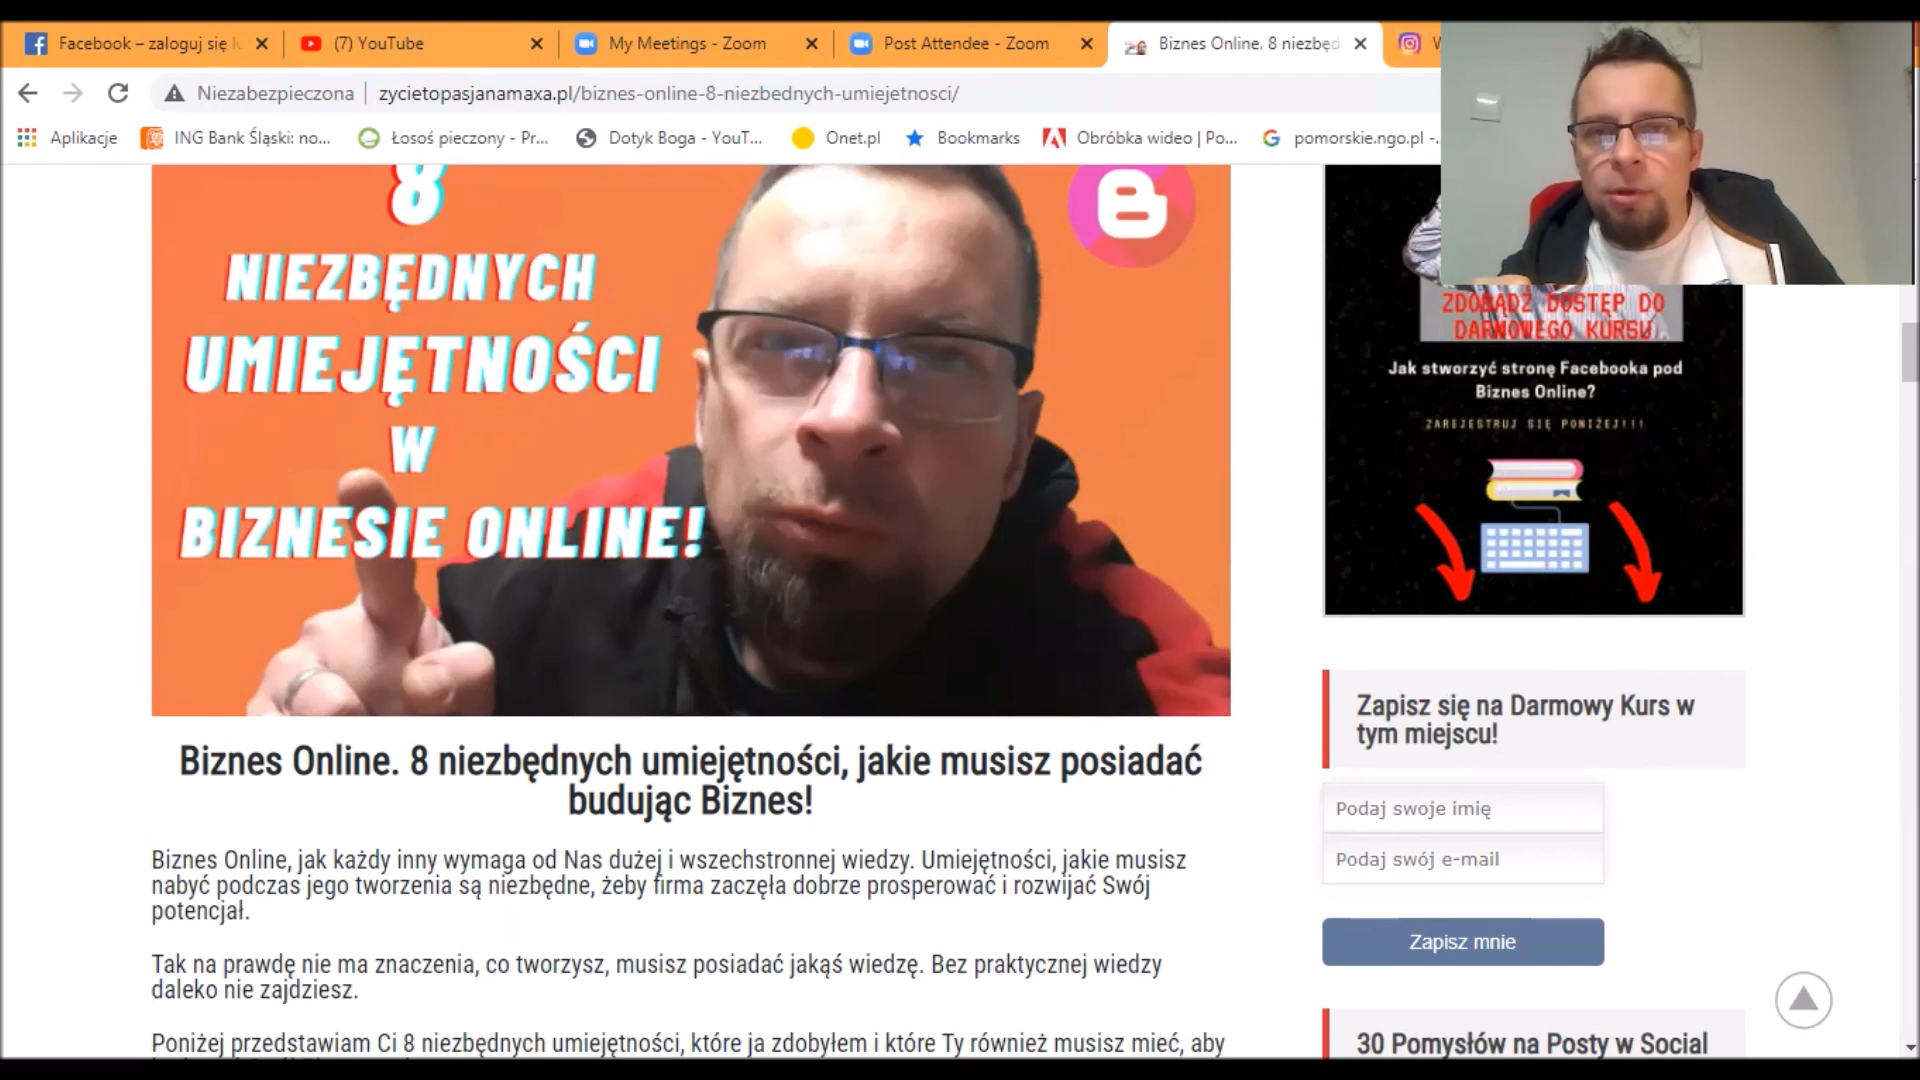 Facebook – zaloguj się lu
(7) YouTube
My Meetings - Zoom
Post Attendee - Zoom
Biznes Online. 8 niezbęd
Niezabezpieczona
zycietopasjanamaxa.pl/biznes-online-8-niezbednych-umiejetnosci/
Aplikacje
ING Bank Śląski: no...
Łosoś pieczony - Pr...
Dotyk Boga - YouT...
Onet.pl
Bookmarks
Obróbka wideo | Po...
pomorskie.ngo.pl -.
8
NIEZBĘDNYCH
UMIEJĘTNOŚCI
W
BIZNESIE ONLINE!
ZDOBĄDŹ DOSTĘP DO
DARMOWEGO KURSU
Jak stworzyć stronę Facebooka pod
Biznes Online?
ZAREJESTRUJ SIĘ PONIŻEJ!!!
Biznes Online. 8 niezbędnych umiejętności, jakie musisz posiadać
budując Biznes!
Biznes Online, jak każdy inny wymaga od Nas dużej i wszechstronnej wiedzy. Umiejętności, jakie musisz
nabyć podczas jego tworzenia są niezbędne, żeby firma zaczęła dobrze prosperować i rozwijać Swój
potencjał.
Tak na prawdę nie ma znaczenia, co tworzysz, musisz posiadać jakąś wiedzę. Bez praktycznej wiedzy
daleko nie zajdziesz.
Poniżej przedstawiam Ci 8 niezbędnych umiejętności, które ja zdobyłem i które Ty również musisz mieć, aby
Zapisz się na Darmowy Kurs w
tym miejscu!
Podaj swoje imię
Podaj swój e-mail
Zapisz mnie
30 Pomysłów na Posty w Social